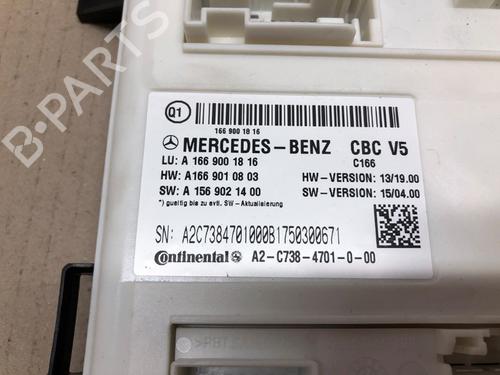 Q1
166 900 18 16
MERCEDES-BENZ CBC V5
C166
LU: A 166 900 18 16
HW: A166 901 08 03 HW-VERSION: 13/19.00
SW: A 156 902 14 00 SW-VERSION: 15/04.00
*) gueltig bis zu evtl. SW-Aktualisierung
SN: A2C7384701000B1750300671
Continental A2-C738-4701-0-00
>PBT
B-PARTS